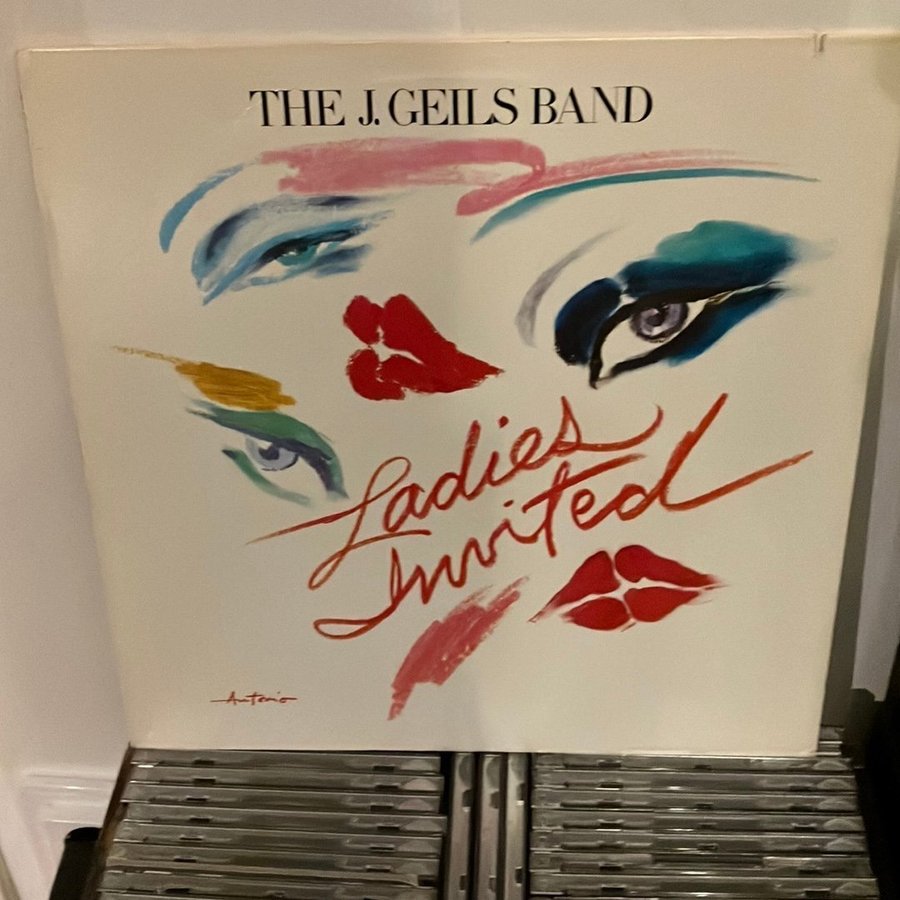 THE J. GEILS BAND
Ladies
Invited
Antonio